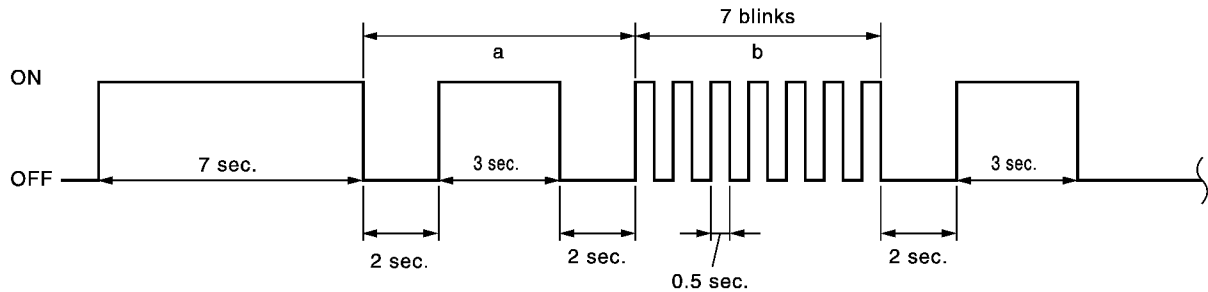 7 blinks
a
b
ON
7 sec.
3 sec.
3 sec.
OFF
2 sec.
2 sec.
2 sec.
0.5 sec.